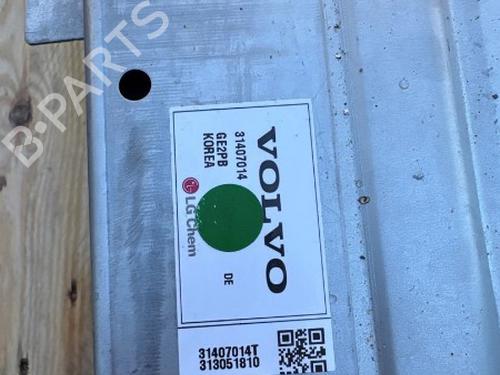 B-PARTS
VOLVO
31407014
GE2PB
KOREA
LG Chem
DE
31407014T
313051810